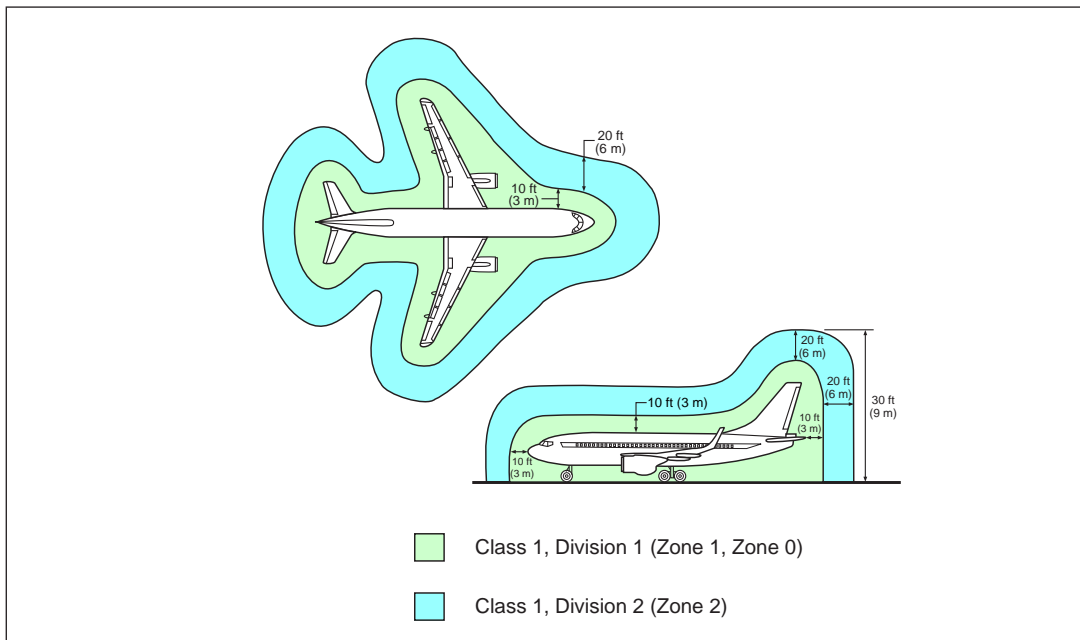 20 ft
(6 m)
10 ft
(3 m)
20 ft
(6 m)
20 ft
(6 m)
30 ft
(9 m)
10 ft (3 m)
10 ft
(3 m)
10 ft
(3 m)
Class 1, Division 1 (Zone 1, Zone 0)
Class 1, Division 2 (Zone 2)